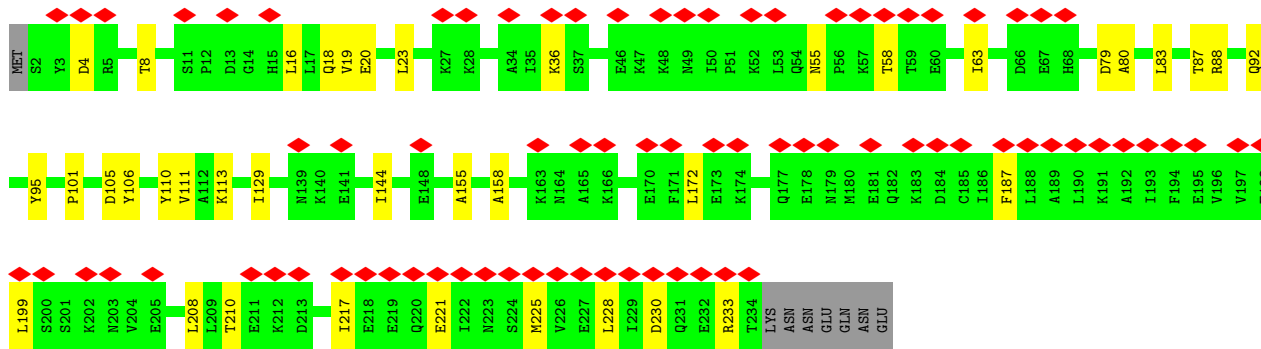 MET S2 Y3 D4 R5 T8 S11 P12 D13 G14 H15 L16 L17 Q18 V19 E20 L23 K27 K28 A34 I35 K36 S37 E46 K47 K48 N49 I50 P51 K52 L53 Q54 N55 P56 K57 T58 T59 E60 I63 D66 E67 H68 D79 A80 L83 T87 R88 Q92
Y95 P101 D105 Y106 Y110 V111 A112 K113 I129 N139 K140 E141 I144 E148 A155 A158 K163 N164 A165 K166 E170 F171 L172 E173 K174 Q177 E178 N179 M180 E181 Q182 K183 D184 C185 I186 F187 L188 A189 L190 K191 A192 I193 F194 E195 V196 V197
L199 S200 S201 K202 N203 V204 E205 L208 L209 T210 E211 K212 D213 I217 E218 E219 Q220 E221 I222 N223 S224 M225 V226 E227 L228 I229 D230 Q231 E232 R233 T234 LYS ASN ASN GLU GLN ASN GLU